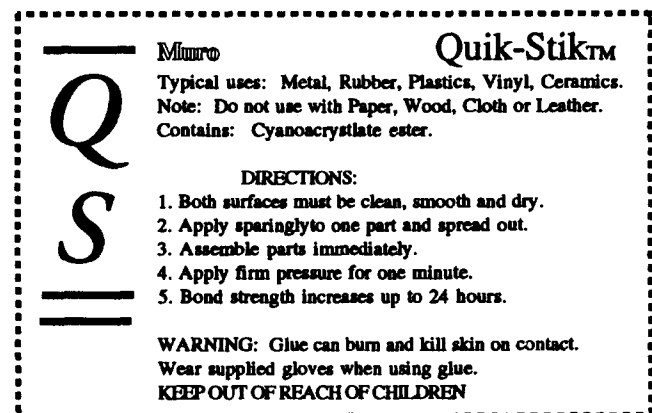 Q
S
Muro Quik-Stik™
Typical uses: Metal, Rubber, Plastics, Vinyl, Ceramics.
Note: Do not use with Paper, Wood, Cloth or Leather.
Contains: Cyanoacrystlate ester.
DIRECTIONS:
1. Both surfaces must be clean, smooth and dry.
2. Apply sparinglyto one part and spread out.
3. Assemble parts immediately.
4. Apply firm pressure for one minute.
5. Bond strength increases up to 24 hours.
WARNING: Glue can burn and kill skin on contact.
Wear supplied gloves when using glue.
KEEP OUT OF REACH OF CHILDREN